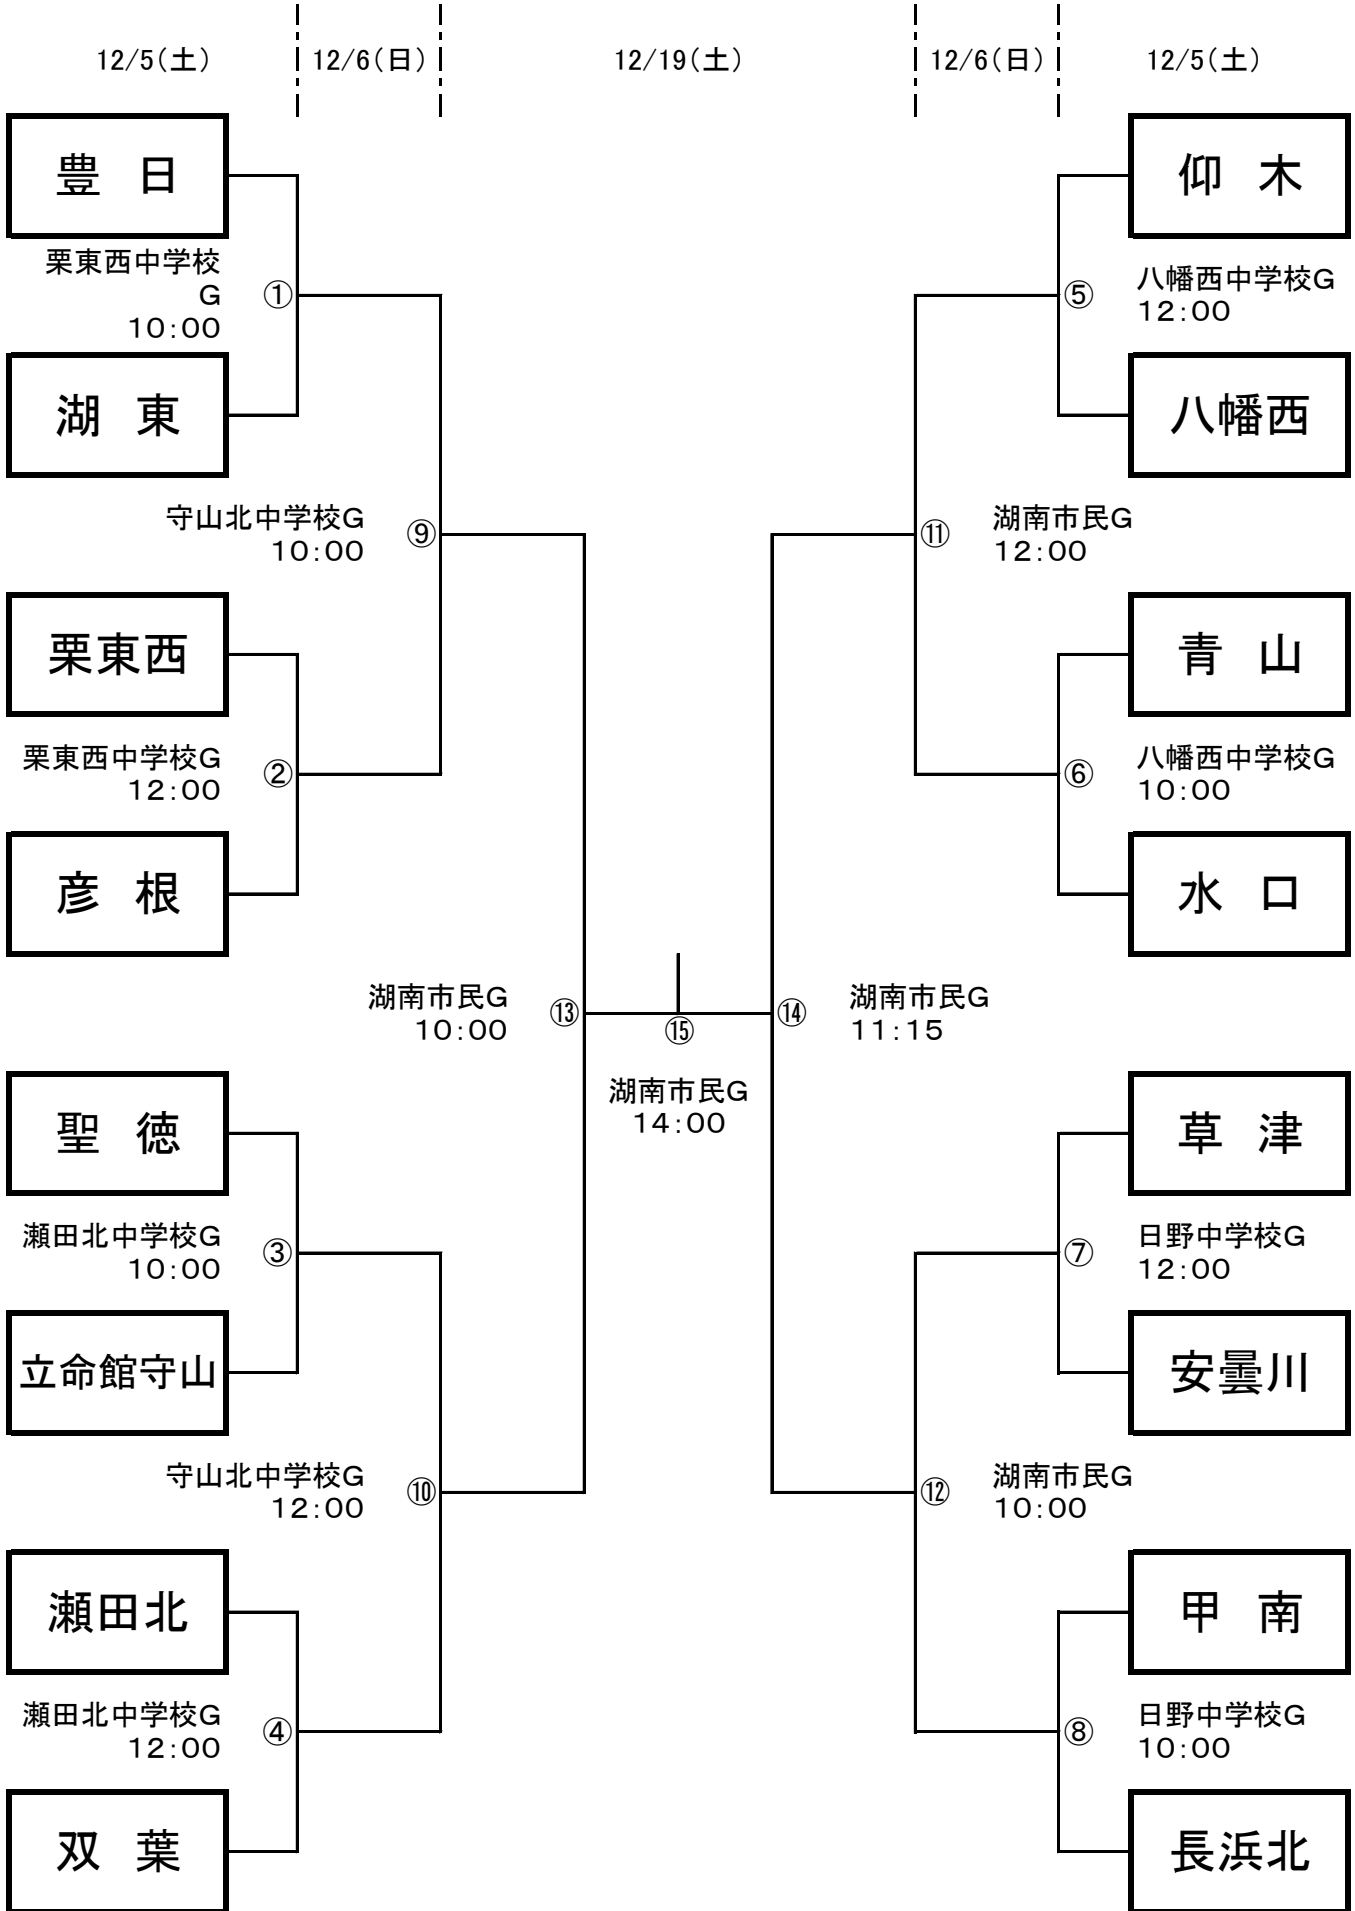 12/5(土)
12/6(日)
12/19(土)
12/6(日)
12/5(土)
豊 日
栗東西中学校
G
10:00
①
湖 東
守山北中学校G
10:00
⑨
栗東西
栗東西中学校G
12:00
②
彦 根
湖南市民G
10:00
⑬
聖 徳
瀬田北中学校G
10:00
③
立命館守山
守山北中学校G
12:00
⑩
瀬田北
瀬田北中学校G
12:00
④
双 葉
⑮
湖南市民G
14:00
仰 木
⑤
八幡西中学校G
12:00
八幡西
⑪
湖南市民G
12:00
青 山
⑥
八幡西中学校G
10:00
水 口
⑭
湖南市民G
11:15
草 津
⑦
日野中学校G
12:00
安曇川
⑫
湖南市民G
10:00
甲 南
⑧
日野中学校G
10:00
長浜北